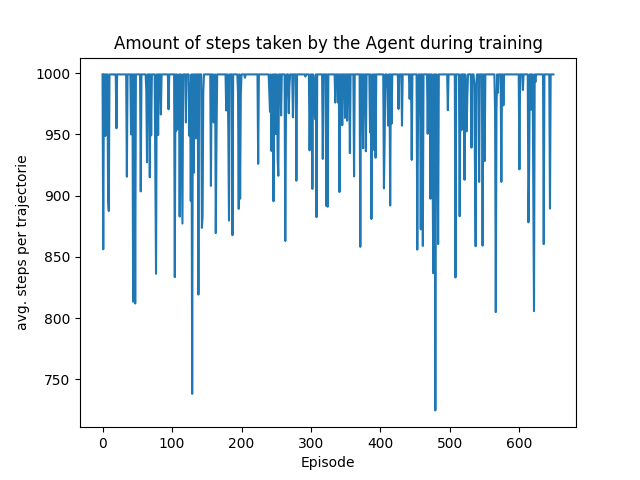 Amount of steps taken by the Agent during training
1000
950
900
850
800
750
avg. steps per trajectorie
0 100 200 300 400 500 600
Episode